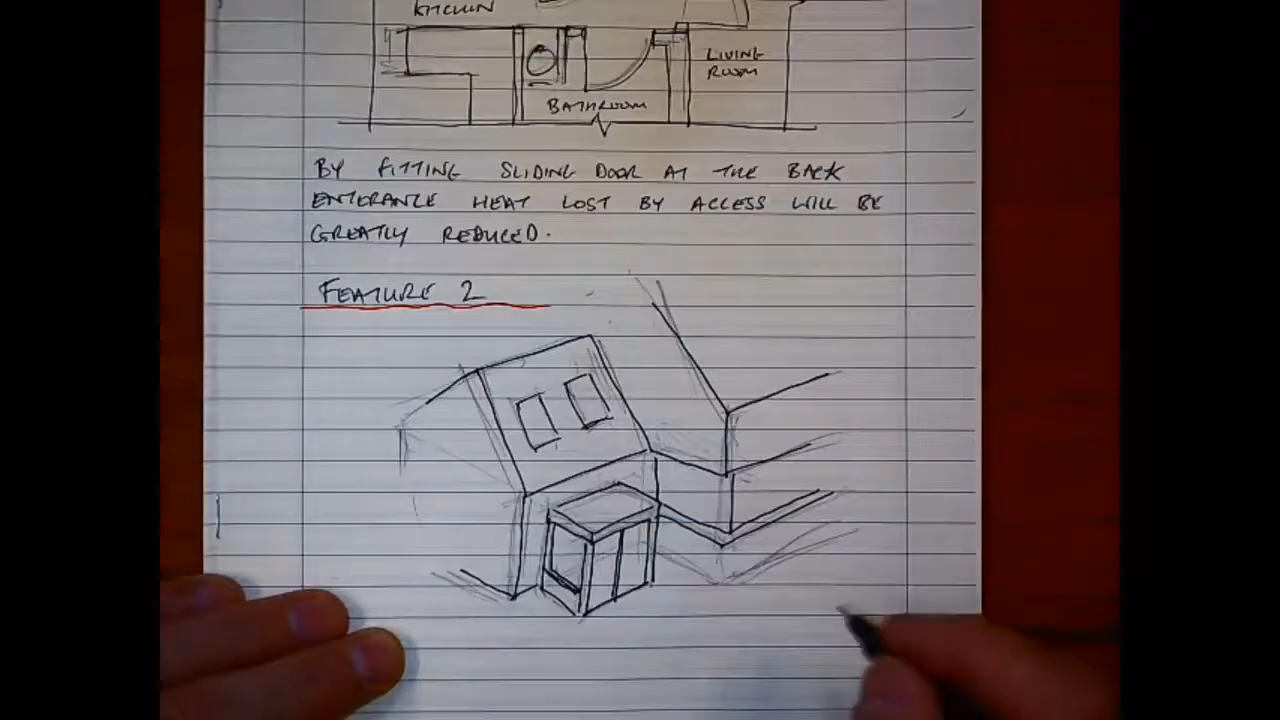 KITCHEN
LIVING
ROOM
BATHROOM
BY FITTING SLIDING DOOR AT THE BACK
ENTERANCE HEAT LOST BY ACCESS WILL BE
GREATLY REDUCED.
FEATURE 2